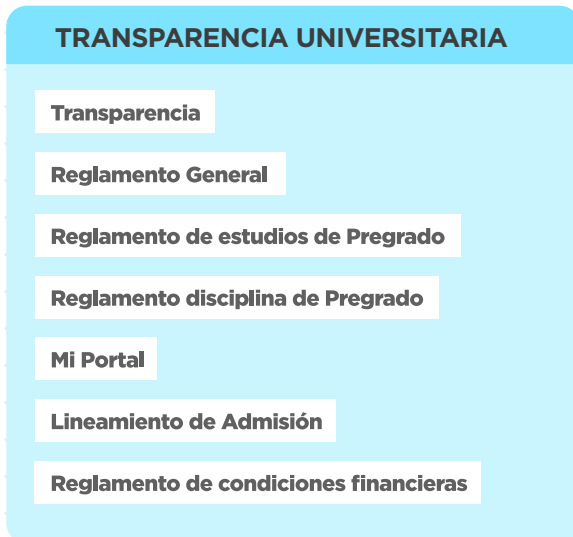 TRANSPARENCIA UNIVERSITARIA
Transparencia
Reglamento General
Reglamento de estudios de Pregrado
Reglamento disciplina de Pregrado
Mi Portal
Lineamiento de Admisión
Reglamento de condiciones financieras